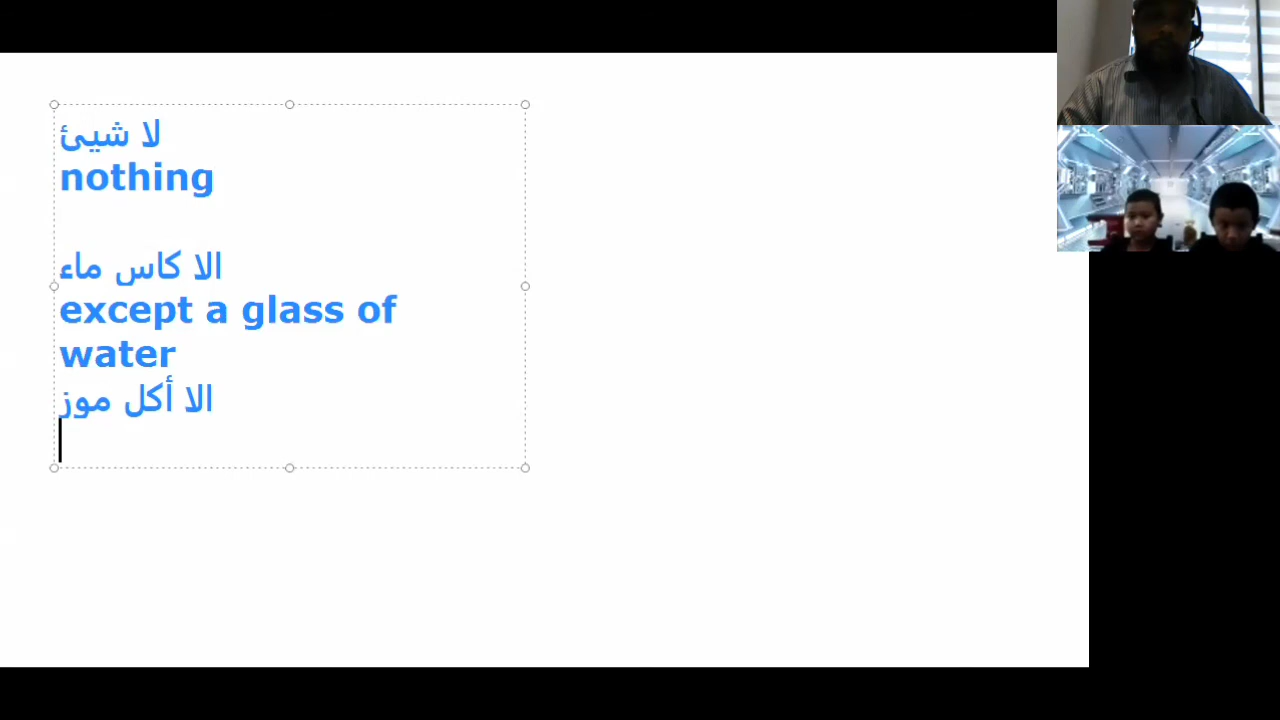 لا شيئ
nothing
الا كاس ماء
except a glass of
water
الا أكل موز